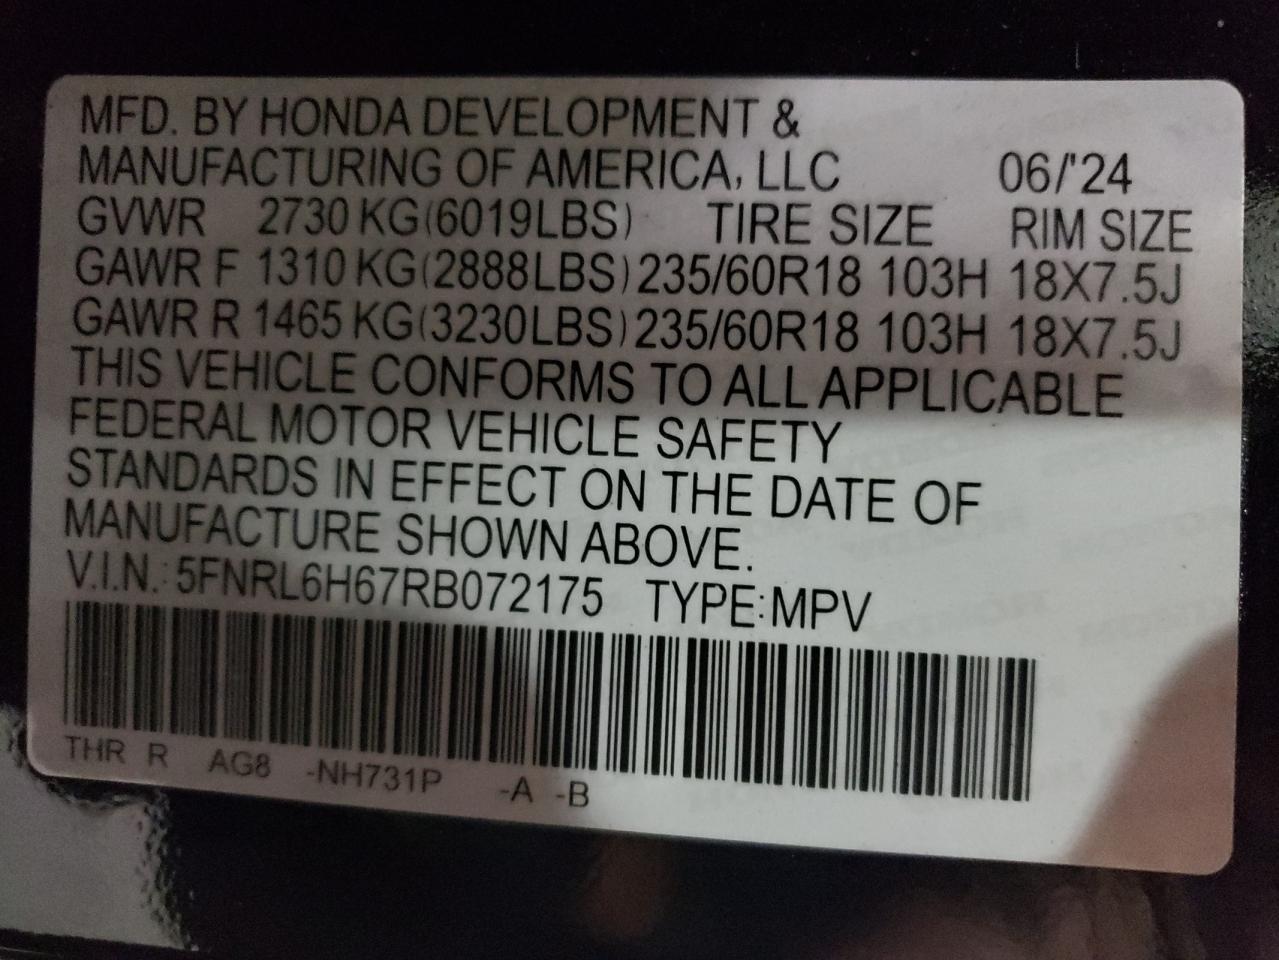 MFD. BY HONDA DEVELOPMENT &
MANUFACTURING OF AMERICA, LLC 06/'24
GVWR 2730 KG(6019LBS) TIRE SIZE RIM SIZE
GAWR F 1310 KG(2888LBS) 235/60R18 103H 18X7.5J
GAWR R 1465 KG(3230LBS) 235/60R18 103H 18X7.5J
THIS VEHICLE CONFORMS TO ALL APPLICABLE
FEDERAL MOTOR VEHICLE SAFETY
STANDARDS IN EFFECT ON THE DATE OF
MANUFACTURE SHOWN ABOVE.
V.I.N.: 5FNRL6H67RB072175 TYPE:MPV
THR R AG8 -NH731P -A -B